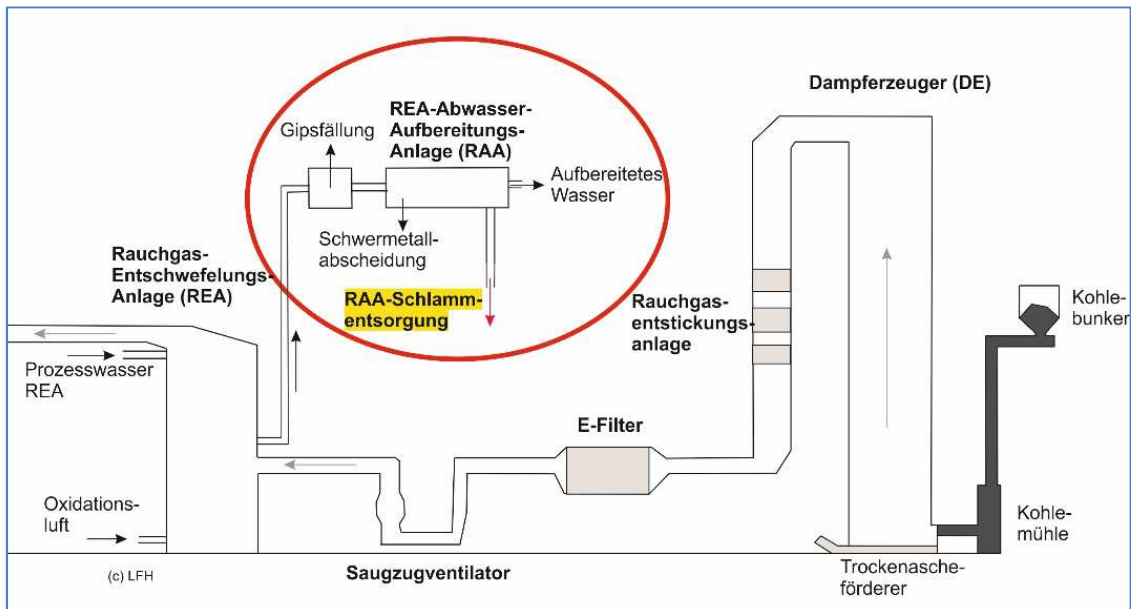 Dampferzeuger (DE)
REA-Abwasser-
Aufbereitungs-
Anlage (RAA)
Gipsfällung
Aufbereitetes
Wasser
Schwermetall-
abscheidung
Rauchgas-
Entschwefelungs-
Anlage (REA)
RAA-Schlamm-
entsorgung
Rauchgas-
entstickungs-
anlage
Kohle-
bunker
Prozesswasser
REA
E-Filter
Oxidations-
luft
Kohle-
mühle
(c) LFH
Saugzugventilator
Trockenasche-
förderer